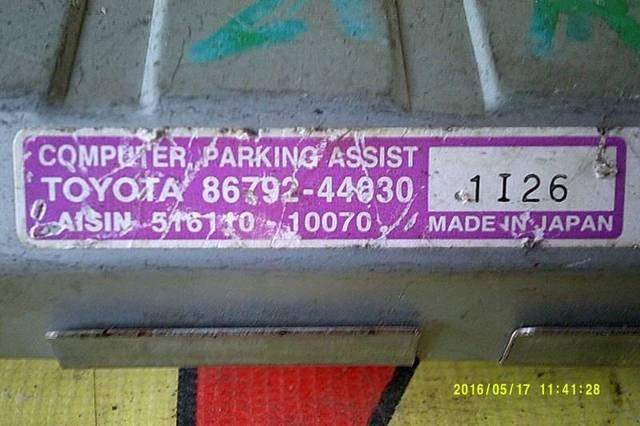 COMPUTER, PARKING ASSIST
TOYOTA 86792-44030
1I26
AISIN 516110 - 10070
MADE IN JAPAN
2016/05/17 11:41:28